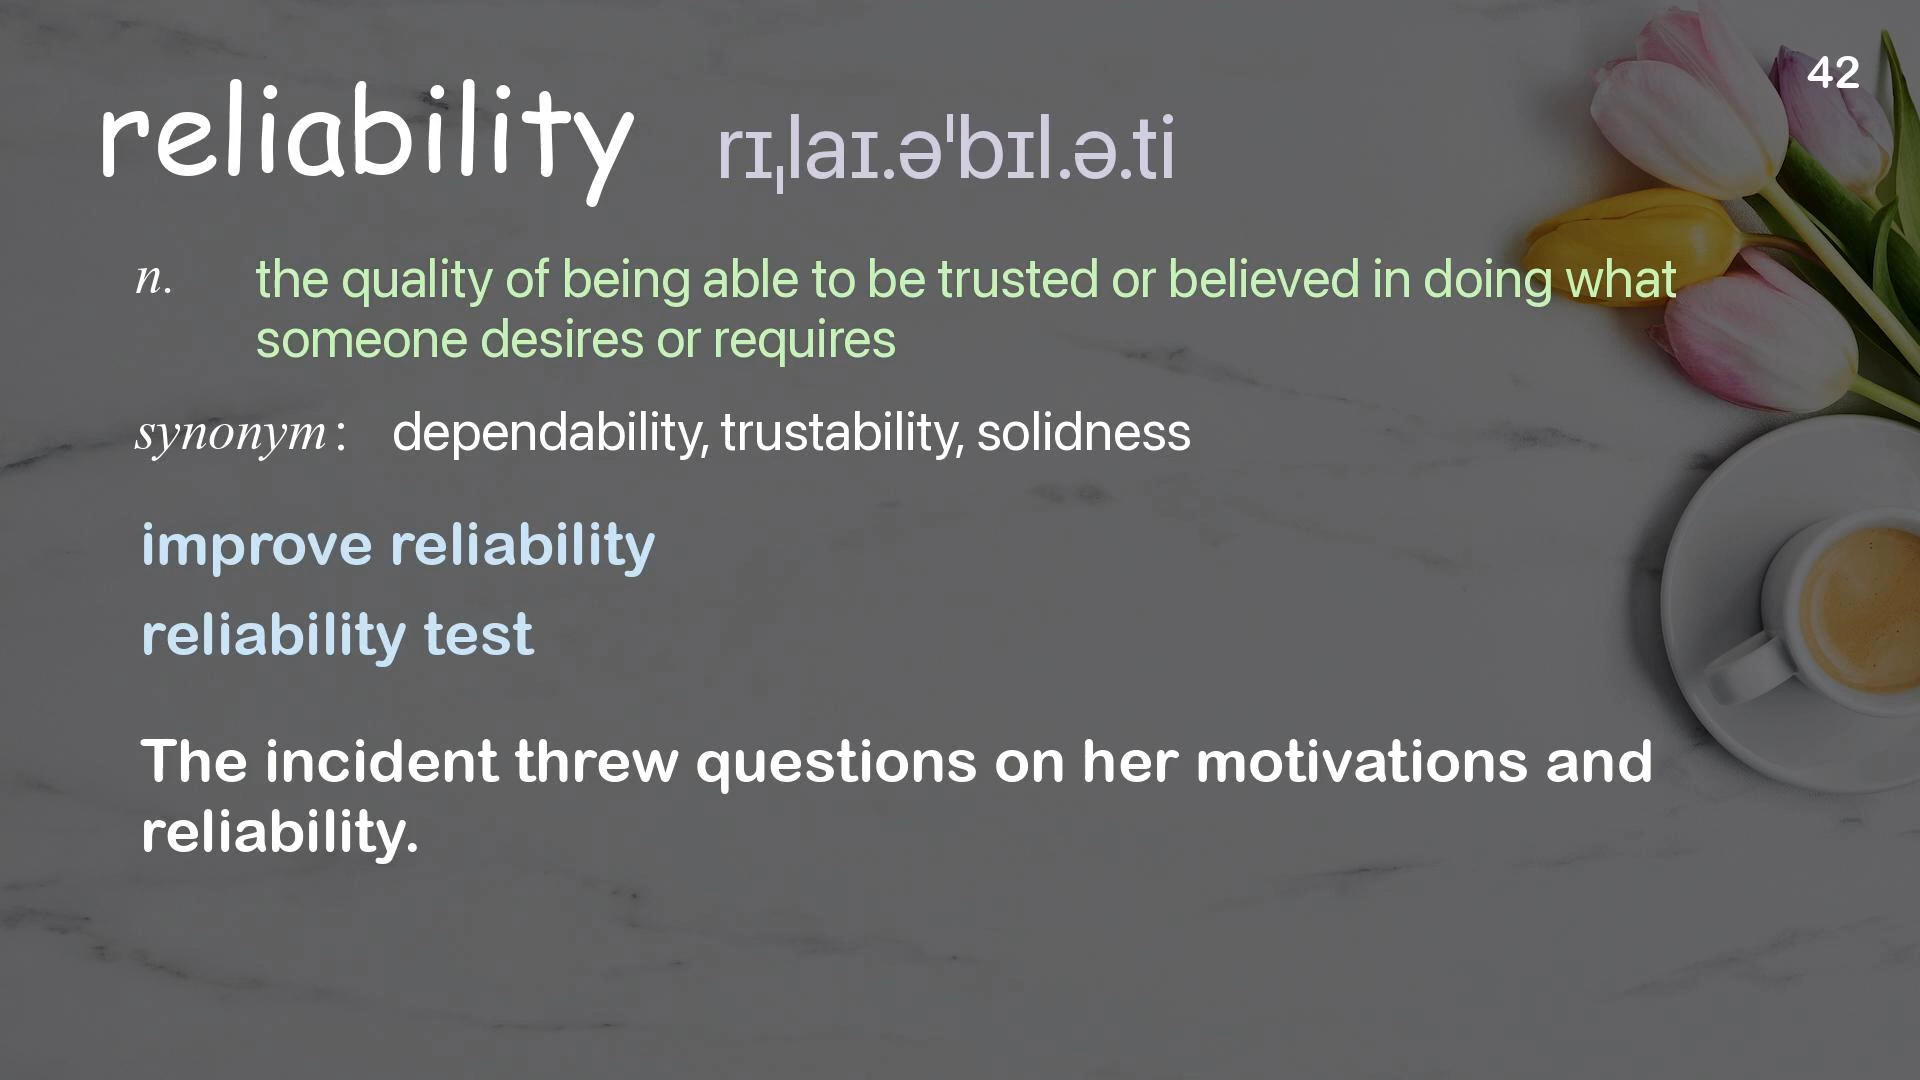 42
reliability rɪˌlaɪ.əˈbɪl.ə.ti
n. the quality of being able to be trusted or believed in doing what
someone desires or requires
synonym: dependability, trustability, solidness
improve reliability
reliability test
The incident threw questions on her motivations and
reliability.